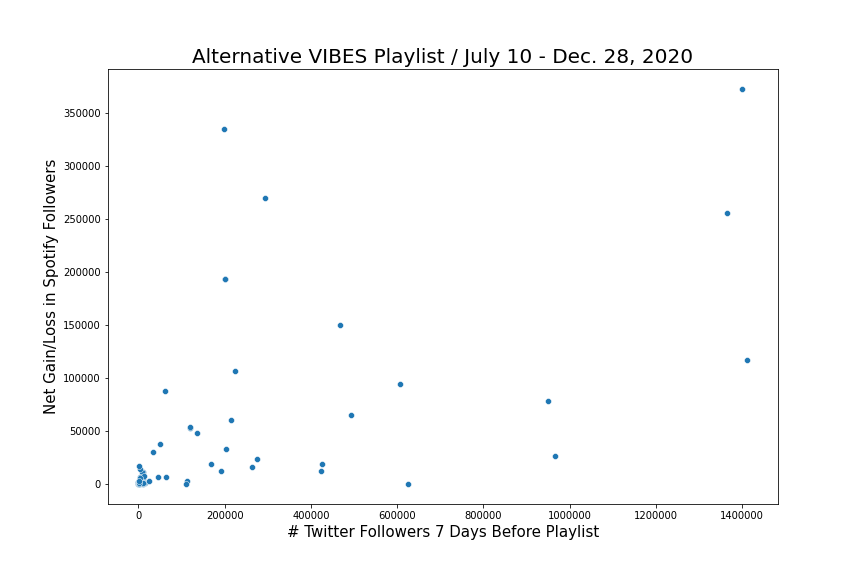 Alternative VIBES Playlist / July 10 - Dec. 28, 2020
Net Gain/Loss in Spotify Followers
350000
300000
250000
200000
150000
100000
50000
0
0 200000 400000 600000 800000 1000000 1200000 1400000
# Twitter Followers 7 Days Before Playlist